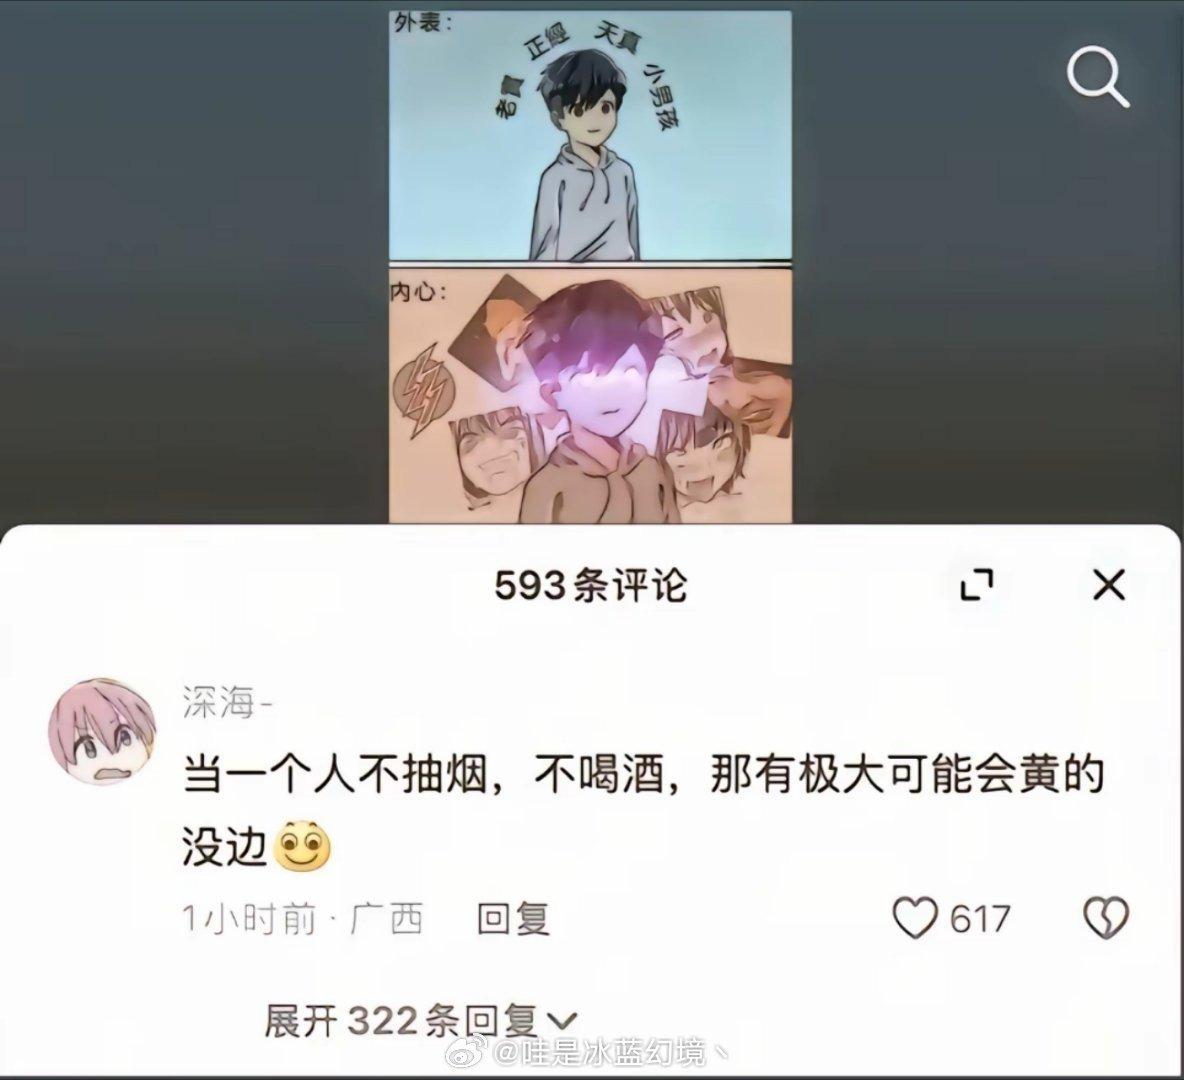 外表：
老實
正經
天真
小男孩
内心：
593条评论
深海-
当一个人不抽烟，不喝酒，那有极大可能会黄的
没边
1小时前 · 广西 回复
617
展开 322 条回复
@哇是冰蓝幻境丶